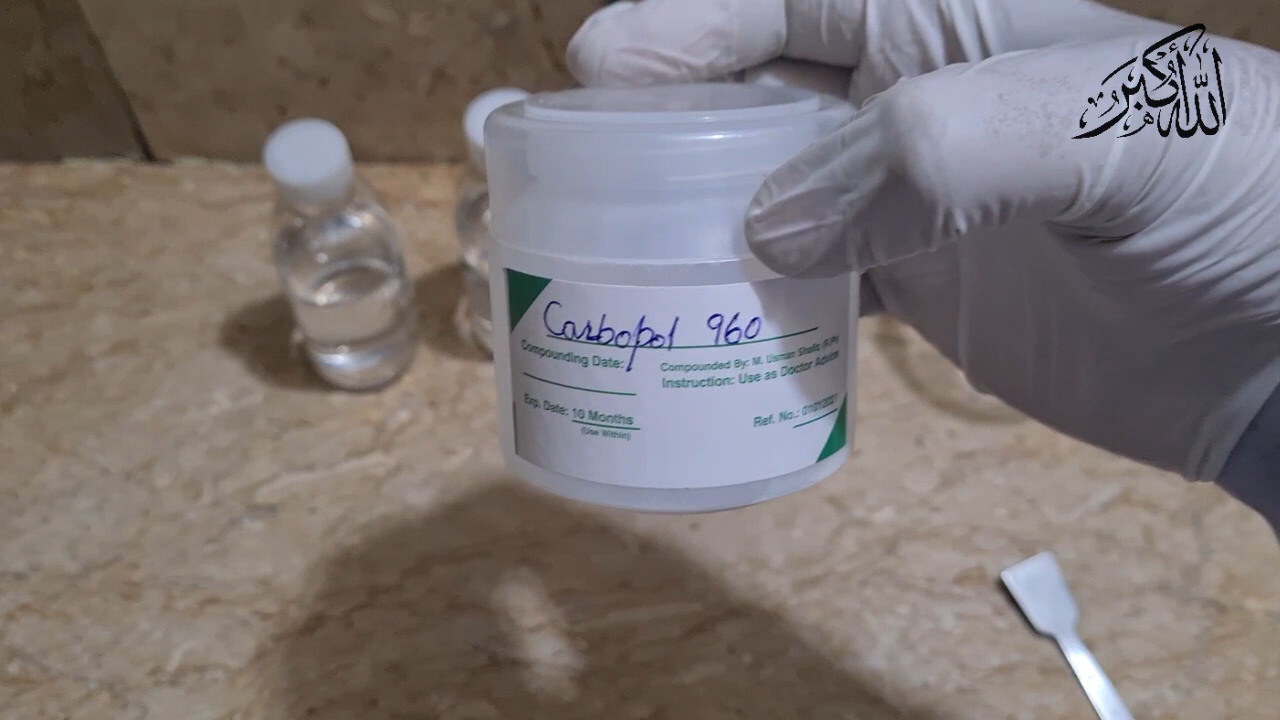 الله أكبر
Carbopol 960
Compounding Date:
Compounded By: M. Usman Shafiq (R.Ph)
Instruction: Use as Doctor Advice
Exp. Date: 10 Months
(Use Within)
Ref. No.: 01012021